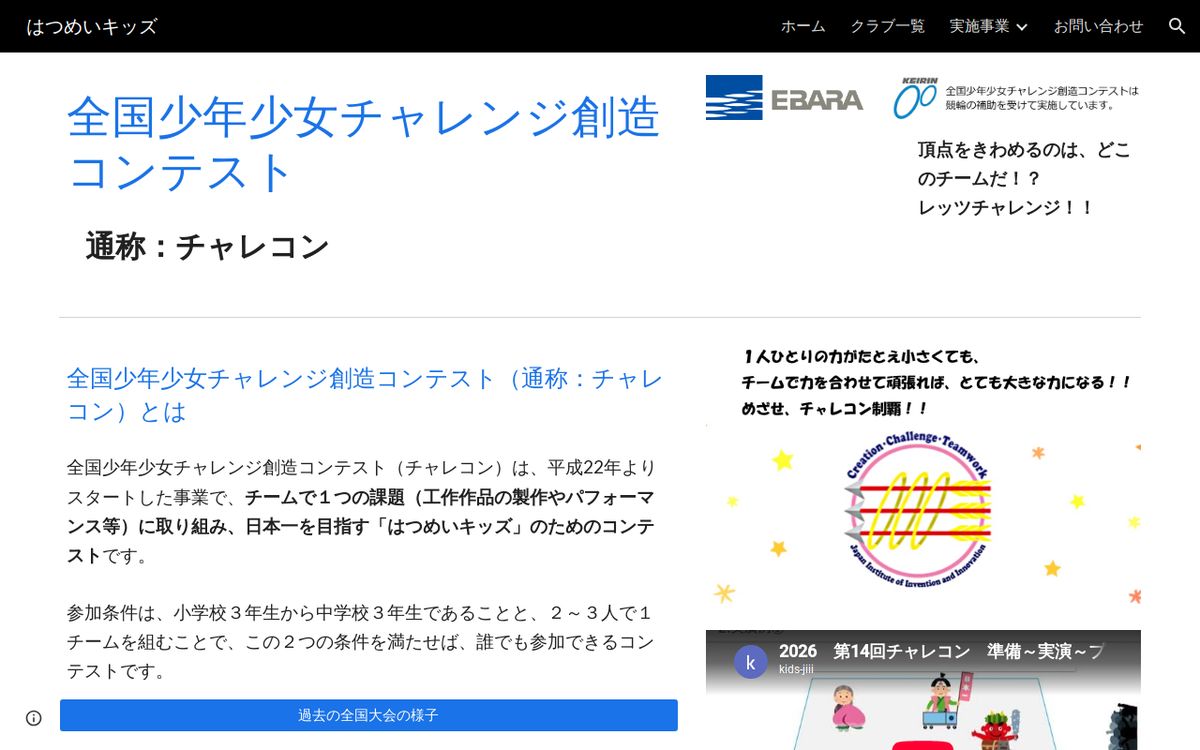 はつめいキッズ
ホーム
クラブ一覧
実施事業
お問い合わせ
全国少年少女チャレンジ創造
コンテスト
通称：チャレコン
EBARA
KEIRIN
全国少年少女チャレンジ創造コンテストは
競輪の補助を受けて実施しています。
頂点をきわめるのは、どこ
のチームだ！？
レッツチャレンジ！！
全国少年少女チャレンジ創造コンテスト（通称：チャレ
コン）とは
全国少年少女チャレンジ創造コンテスト（チャレコン）は、平成22年より
スタートした事業で、チームで１つの課題（工作作品の製作やパフォーマ
ンス等）に取り組み、日本一を目指す「はつめいキッズ」のためのコンテ
ストです。
参加条件は、小学校３年生から中学校３年生であることと、２～３人で１
チームを組むことで、この２つの条件を満たせば、誰でも参加できるコン
テストです。
過去の全国大会の様子
１人ひとりの力がたとえ小さくても、
チームで力を合わせて頑張れば、とても大きな力になる！！
めざせ、チャレコン制覇！！
Creation･Challenge･Teamwork
Japan Institute of Invention and Innovation
k
2026　第14回チャレコン　準備～実演～プ
kids-jiii
日本一